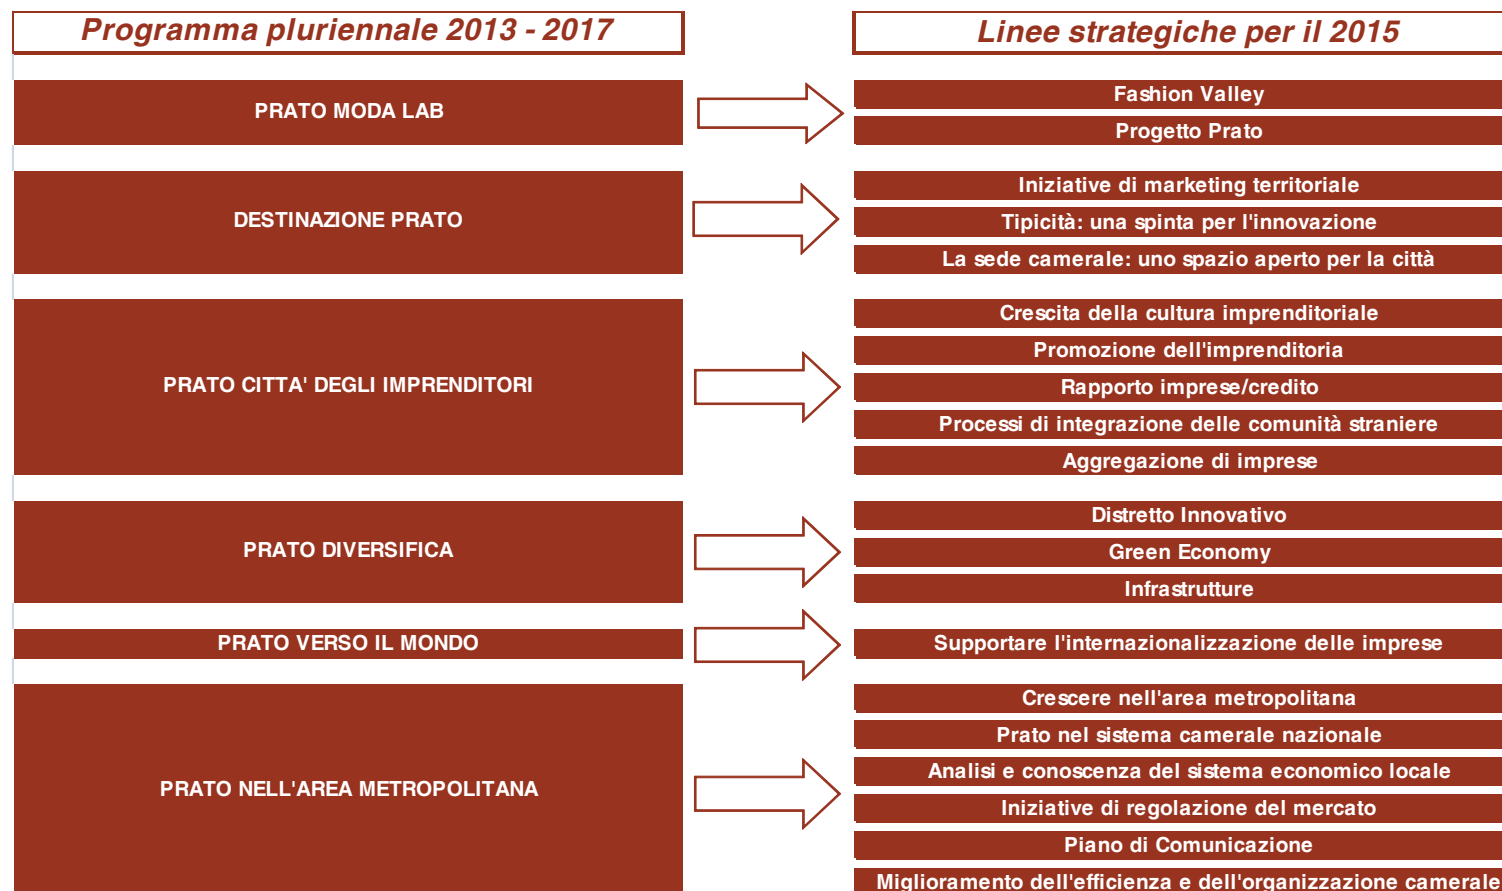 Programma pluriennale 2013 - 2017
Linee strategiche per il 2015
PRATO MODA LAB
Fashion Valley
Progetto Prato
DESTINAZIONE PRATO
Iniziative di marketing territoriale
Tipicità: una spinta per l'innovazione
La sede camerale: uno spazio aperto per la città
PRATO CITTA' DEGLI IMPRENDITORI
Crescita della cultura imprenditoriale
Promozione dell'imprenditoria
Rapporto imprese/credito
Processi di integrazione delle comunità straniere
Aggregazione di imprese
PRATO DIVERSIFICA
Distretto Innovativo
Green Economy
Infrastrutture
PRATO VERSO IL MONDO
Supportare l'internazionalizzazione delle imprese
PRATO NELL'AREA METROPOLITANA
Crescere nell'area metropolitana
Prato nel sistema camerale nazionale
Analisi e conoscenza del sistema economico locale
Iniziative di regolazione del mercato
Piano di Comunicazione
Miglioramento dell'efficienza e dell'organizzazione camerale